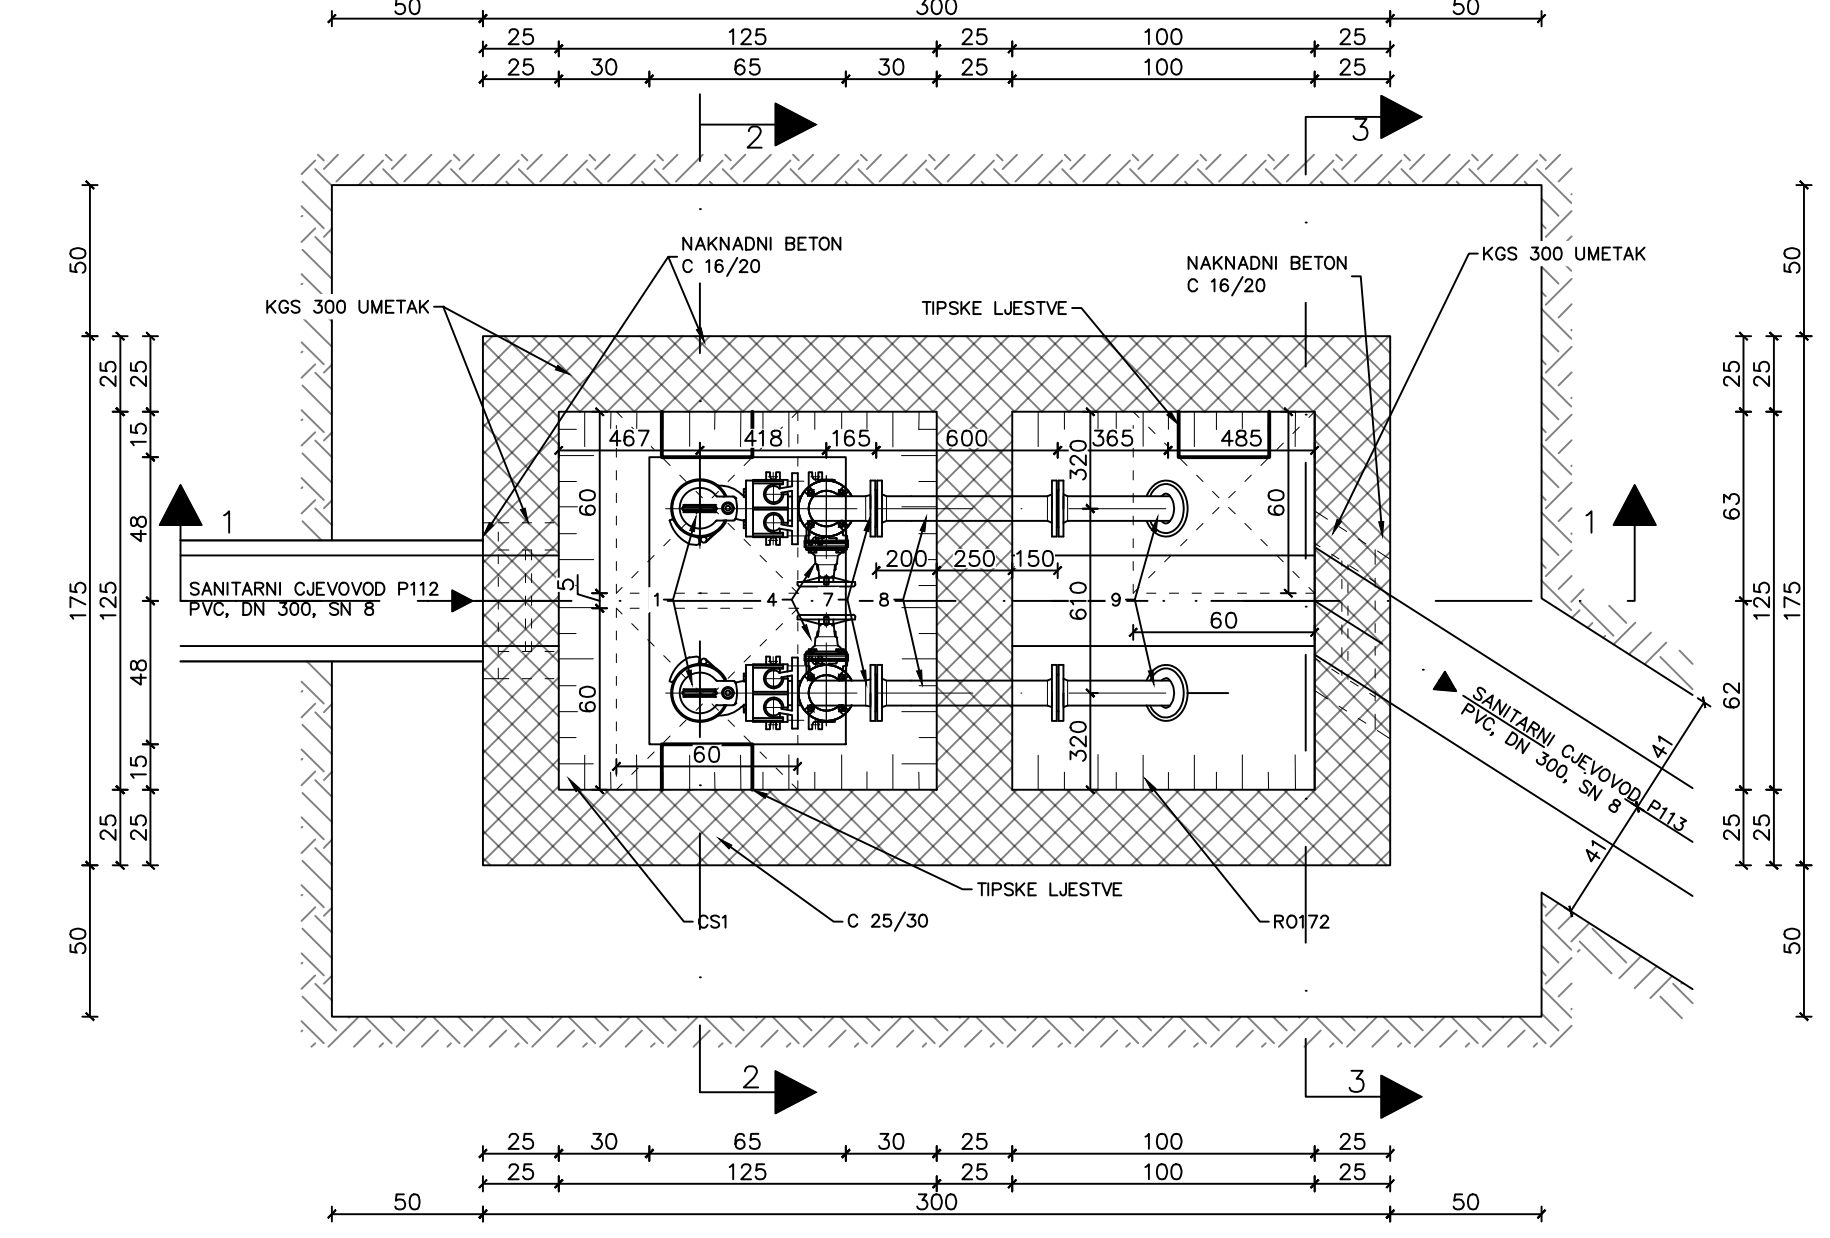 50 300 50
25 125 25 100 25
25 30 65 30 25 100 25
2 3
NAKNADNI BETON
C 16/20
KGS 300 UMETAK
TIPSKE LJESTVE
NAKNADNI BETON
C 16/20
KGS 300 UMETAK
50 175 50
25 125 25
25 15 48 48 15 25
1
SANITARNI CJEVOVOD P112
PVC, DN 300, SN 8
467 418 165 600 365 485
60 5 60
200 250 150
320 610 320
60
60
60
1 4 7 8 9
1
25 63 62 25
25 125 25
50 175 50
SANITARNI CJEVOVOD P113
PVC, DN 300, SN 8
41
41
TIPSKE LJESTVE
CS1
C 25/30
RO172
2 3
25 30 65 30 25 100 25
25 125 25 100 25
50 300 50